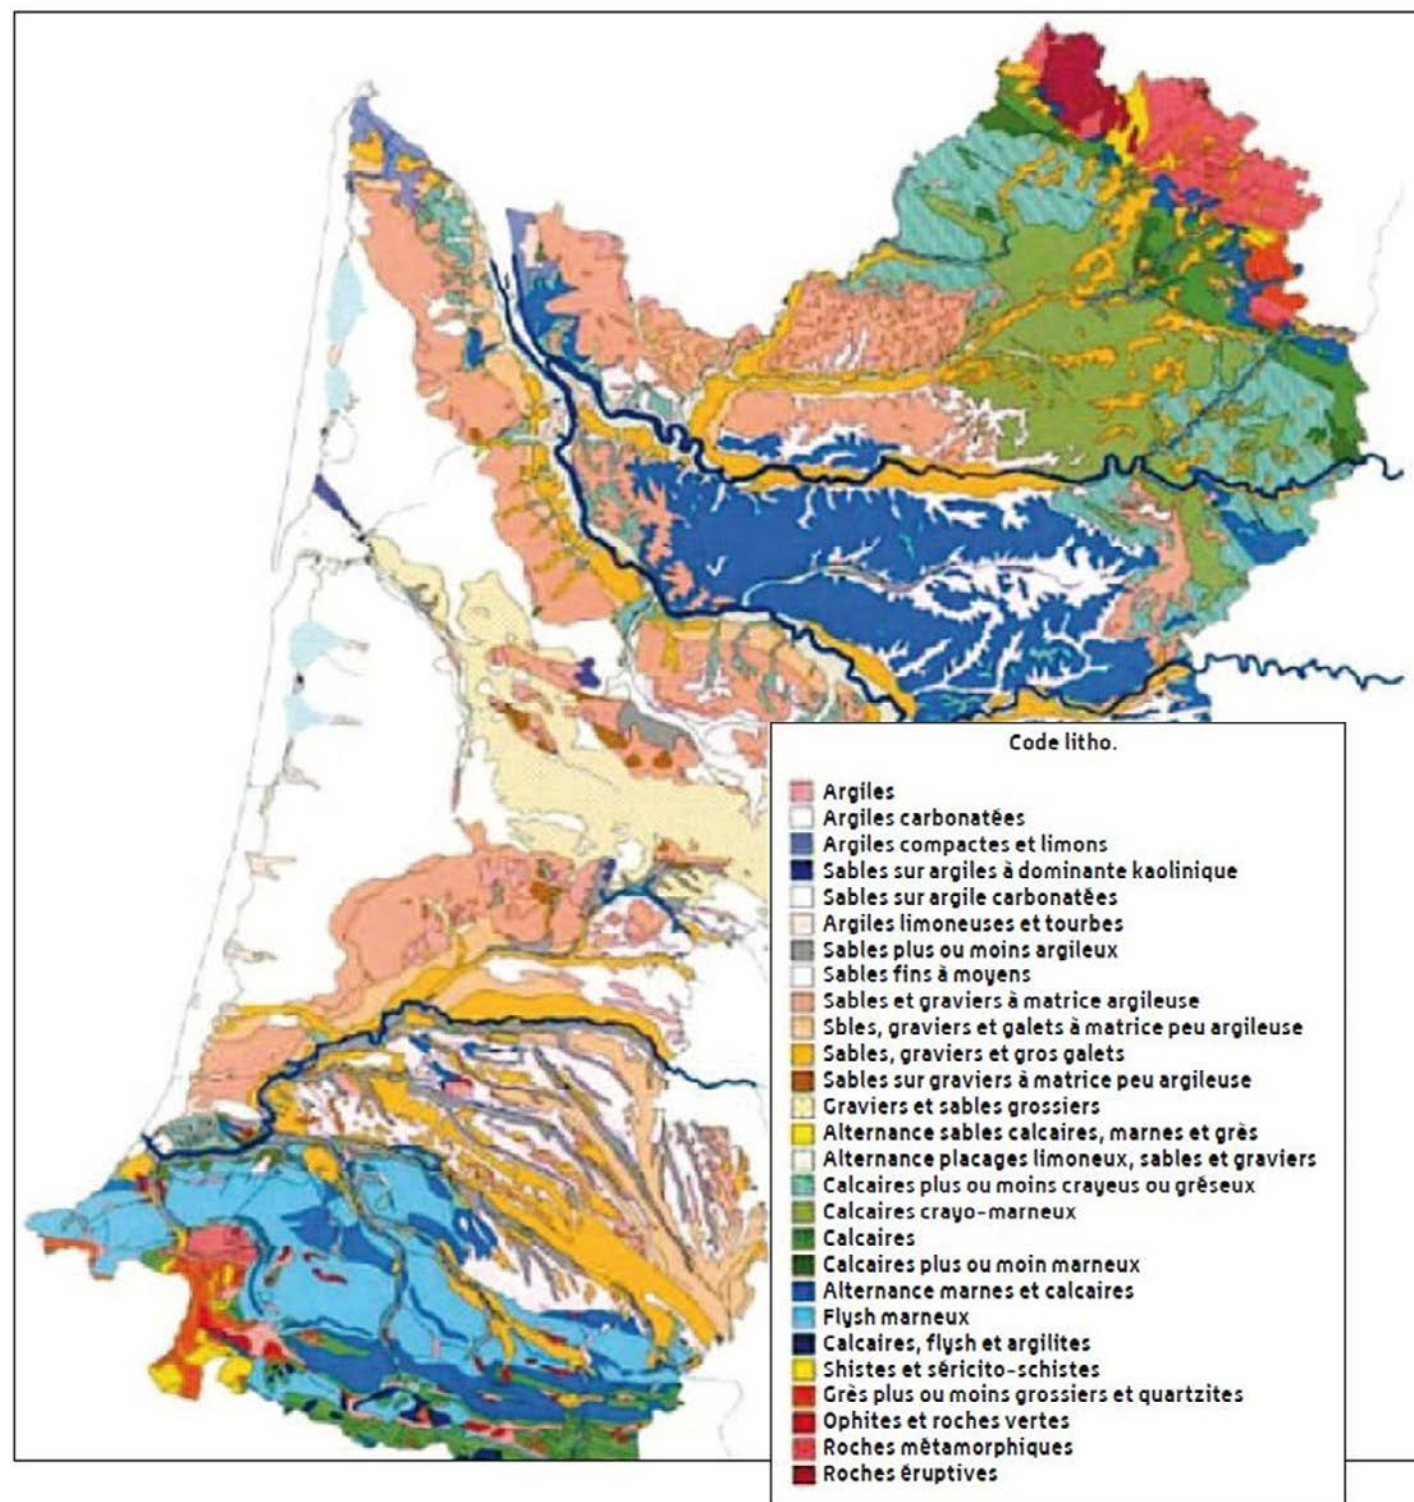 Code litho.
Argiles
Argiles carbonatées
Argiles compactes et limons
Sables sur argiles à dominante kaolinique
Sables sur argile carbonatées
Argiles limoneuses et tourbes
Sables plus ou moins argileux
Sables fins à moyens
Sables et graviers à matrice argileuse
Sbles, graviers et galets à matrice peu argileuse
Sables, graviers et gros galets
Sables sur graviers à matrice peu argileuse
Graviers et sables grossiers
Alternance sables calcaires, marnes et grès
Alternance placages limoneux, sables et graviers
Calcaires plus ou moins crayeus ou gréseux
Calcaires crayo-marneux
Calcaires
Calcaires plus ou moin marneux
Alternance marnes et calcaires
Flysh marneux
Calcaires, flysh et argilites
Shistes et séricito-schistes
Grès plus ou moins grossiers et quartzites
Ophites et roches vertes
Roches métamorphiques
Roches éruptives